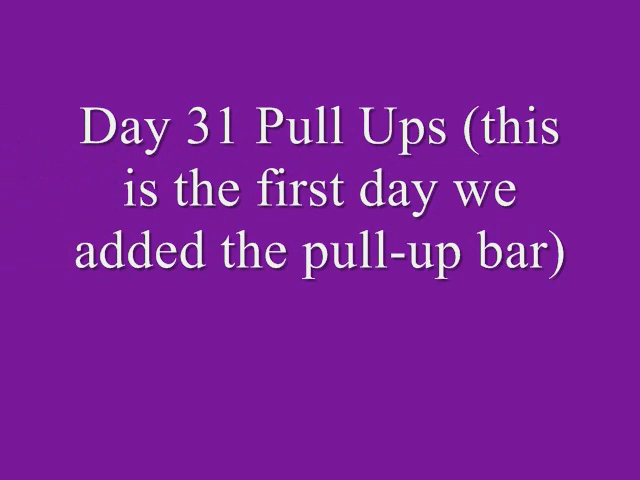 Day 31 Pull Ups (this
is the first day we
added the pull-up bar)